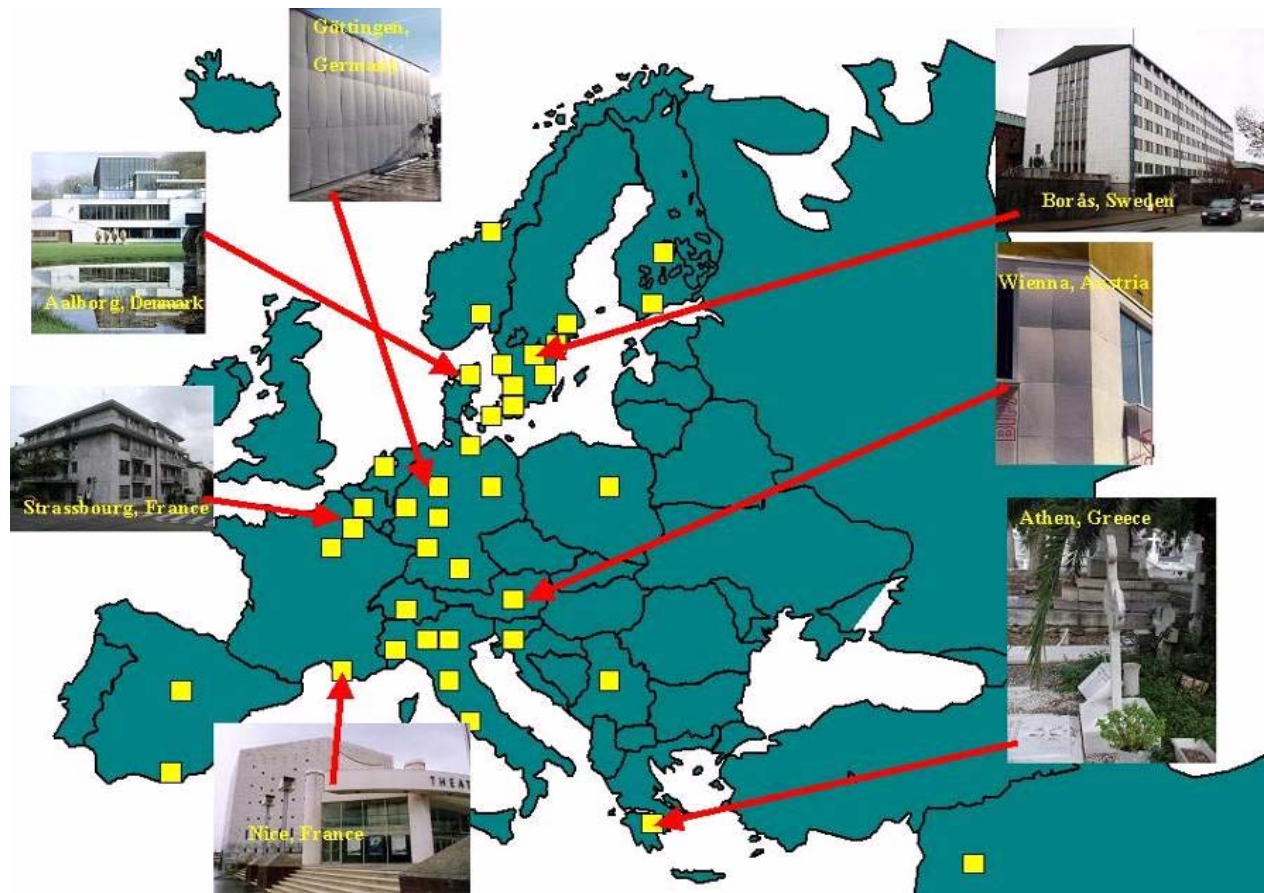 Göttingen,
Germany
Borås, Sweden
Aalborg, Denmark
Wienna, Austria
Strassbourg, France
Athen, Greece
THEAT
Nice, France